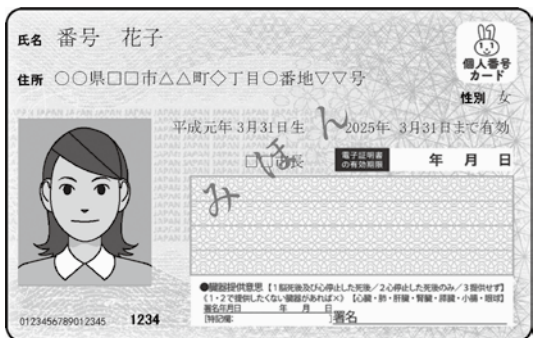 氏名 番号 花子
個人番号
カード
住所 ○○県□□市△△町◇丁目○番地▽▽号
性別 女
平成元年 3月31日生 2025年 3月31日まで有効
□□市長
電子証明書
の有効期限
年 月 日
みほん
●臓器提供意思【1脳死後及び心停止した死後/2心停止した死後のみ/3提供せず】
《1・2で提供したくない臓器があれば×》【心臓・肺・肝臓・腎臓・膵臓・小腸・眼球】
署名年月日 年 月 日
[特記欄: ]署名
0123456789012345 1234